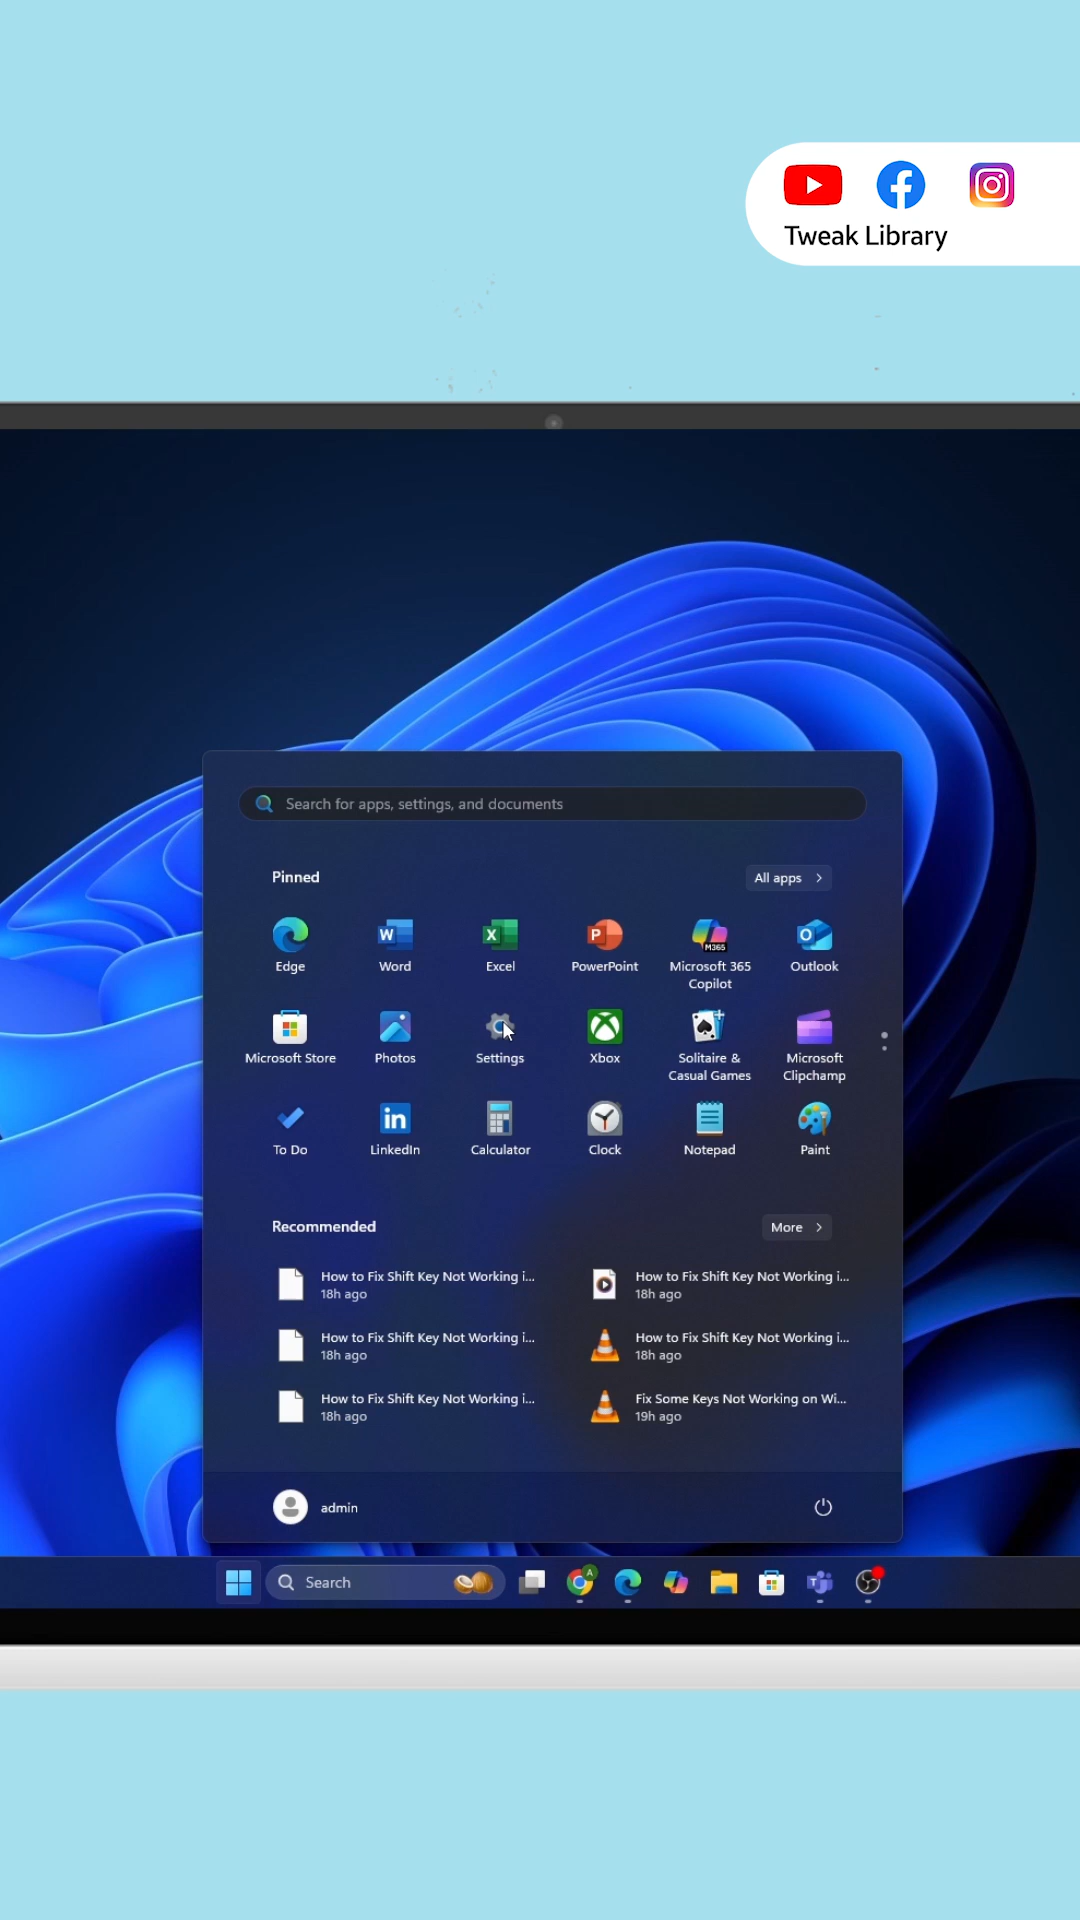 Tweak Library
Search for apps, settings, and documents
Pinned
All apps
Edge
Word
Excel
PowerPoint
M365
Microsoft 365
Copilot
Outlook
Microsoft Store
Photos
Settings
Xbox
Solitaire &
Casual Games
Microsoft
Clipchamp
To Do
LinkedIn
Calculator
Clock
Notepad
Paint
Recommended
More
How to Fix Shift Key Not Working i...
18h ago
How to Fix Shift Key Not Working i...
18h ago
How to Fix Shift Key Not Working i...
18h ago
How to Fix Shift Key Not Working i...
18h ago
How to Fix Shift Key Not Working i...
18h ago
Fix Some Keys Not Working on Wi...
19h ago
admin
Search